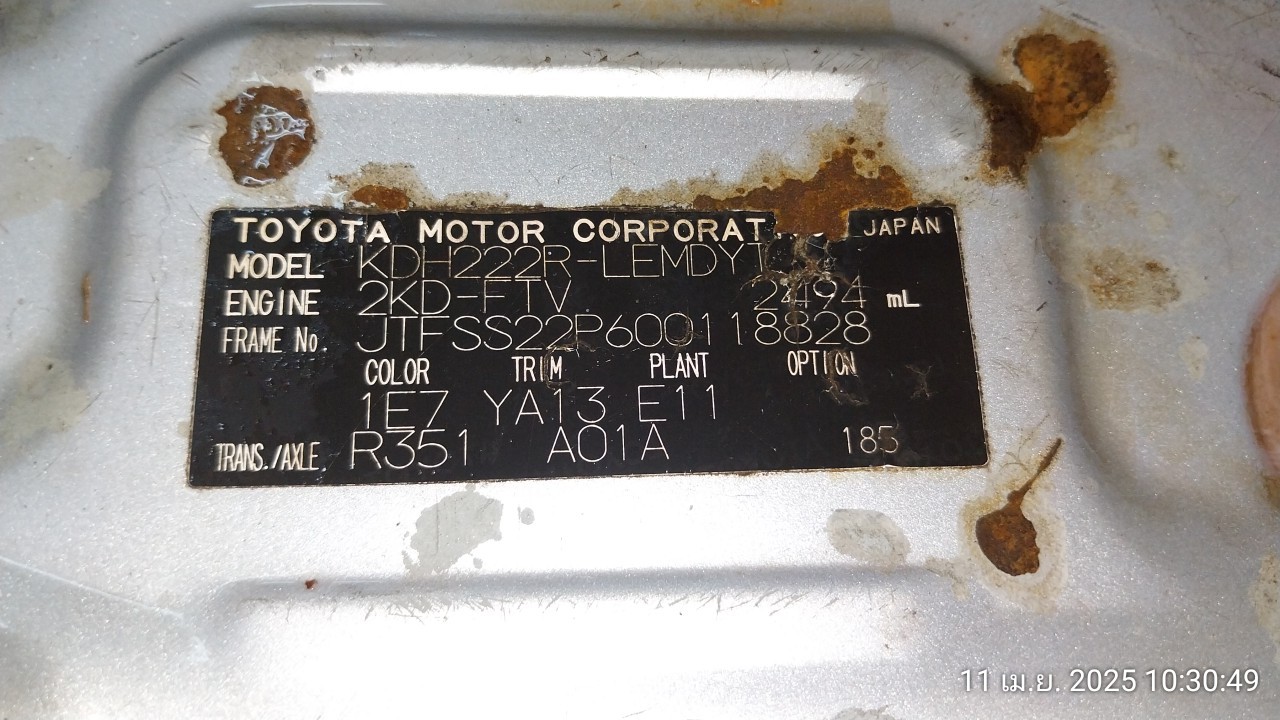 TOYOTA MOTOR CORPORAT JAPAN
MODEL KDH222R-LEMDY
ENGINE 2KD-FTV 2494 mL
FRAME No. JTFSS22P600118828
COLOR TRIM PLANT OPTION
1E7 YA13 E11
TRANS./AXLE R351 A01A 185
11 เม.ย. 2025 10:30:49